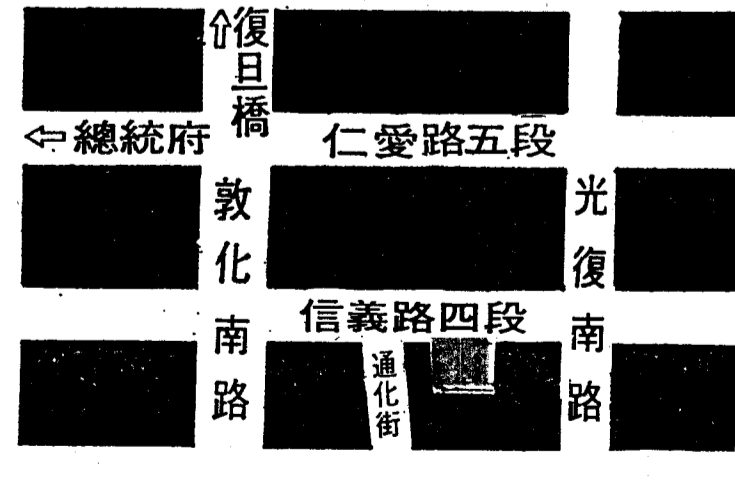 ⇧復旦橋
⇦總統府
仁愛路五段
敦化南路
光復南路
信義路四段
通化街